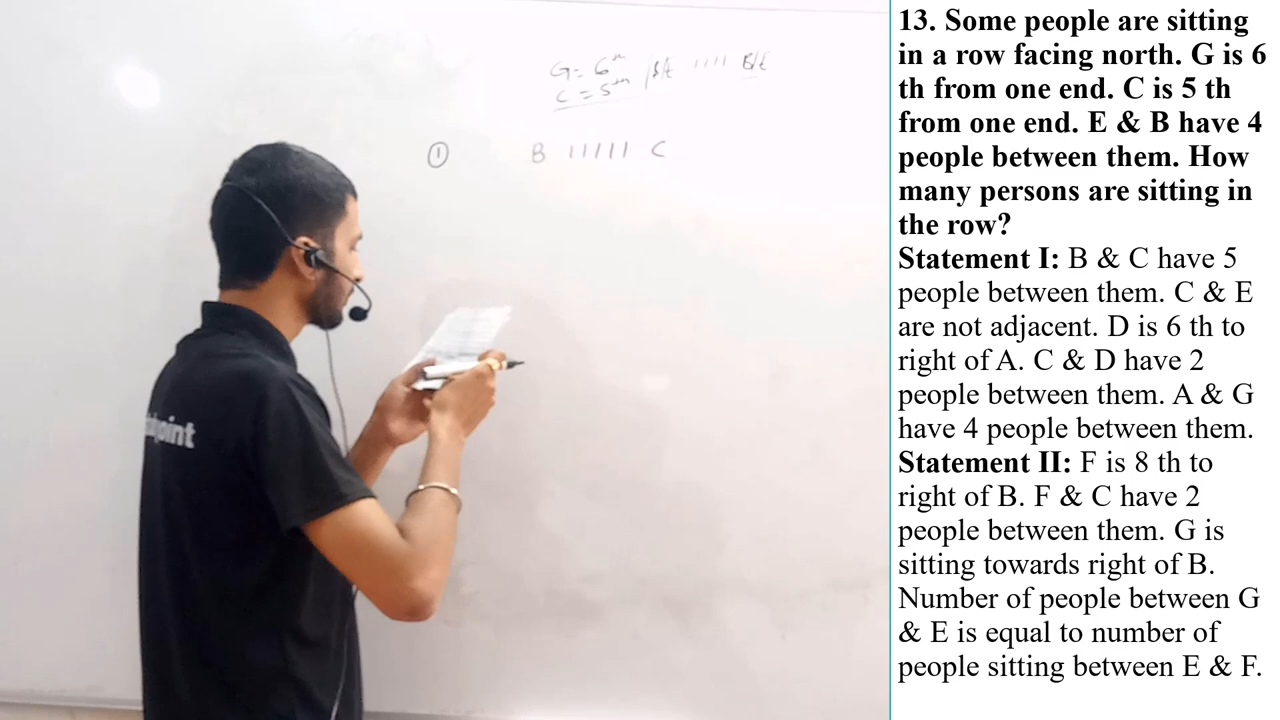 G = 6th B/E |||| B/E
C = 5th
① B ||||| C
point
13. Some people are sitting
in a row facing north. G is 6
th from one end. C is 5 th
from one end. E & B have 4
people between them. How
many persons are sitting in
the row?
Statement I: B & C have 5
people between them. C & E
are not adjacent. D is 6 th to
right of A. C & D have 2
people between them. A & G
have 4 people between them.
Statement II: F is 8 th to
right of B. F & C have 2
people between them. G is
sitting towards right of B.
Number of people between G
& E is equal to number of
people sitting between E & F.